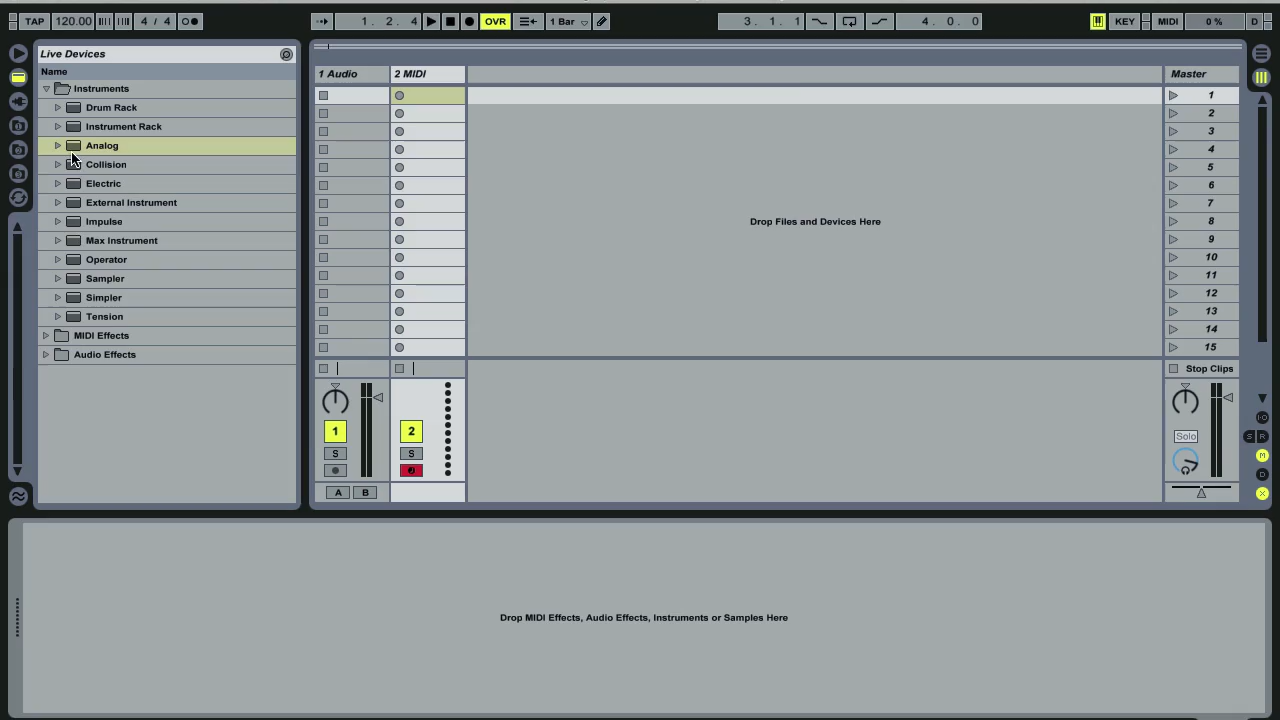 TAP 120.00 4 / 4 1. 2. 4 OVR 1 Bar 3. 1. 1 4. 0. 0 KEY MIDI 0 % D
Live Devices
Name
Instruments
Drum Rack
Instrument Rack
Analog
Collision
Electric
External Instrument
Impulse
Max Instrument
Operator
Sampler
Simpler
Tension
MIDI Effects
Audio Effects
1 Audio 2 MIDI Master
1
2
3
4
5
6
7
8
9
10
11
12
13
14
15
Drop Files and Devices Here
Stop Clips
1 2
S S Solo
A B
S R
M
D
X
Drop MIDI Effects, Audio Effects, Instruments or Samples Here